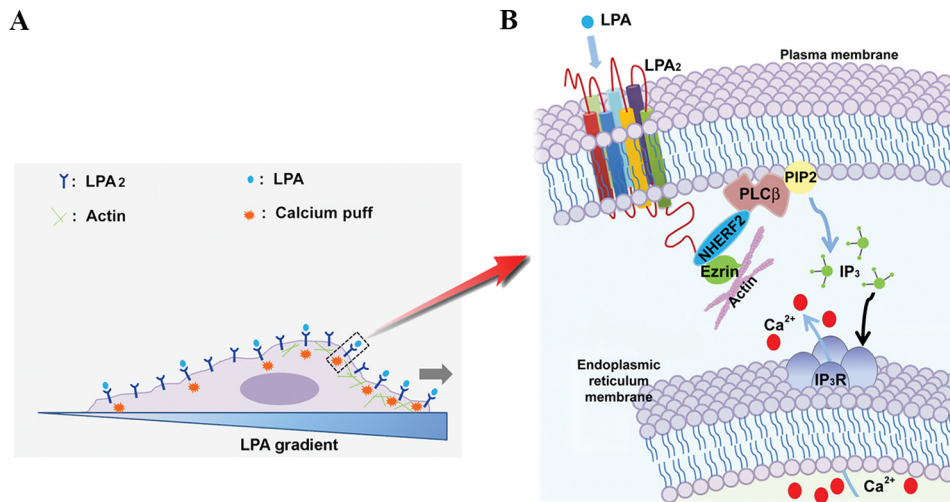 A
: LPA2
: LPA
: Actin
: Calcium puff
LPA gradient
B
LPA
LPA2
Plasma membrane
PIP2
PLCβ
NHERF2
Ezrin
Actin
IP3
Ca2+
Endoplasmic
reticulum
membrane
IP3R
Ca2+